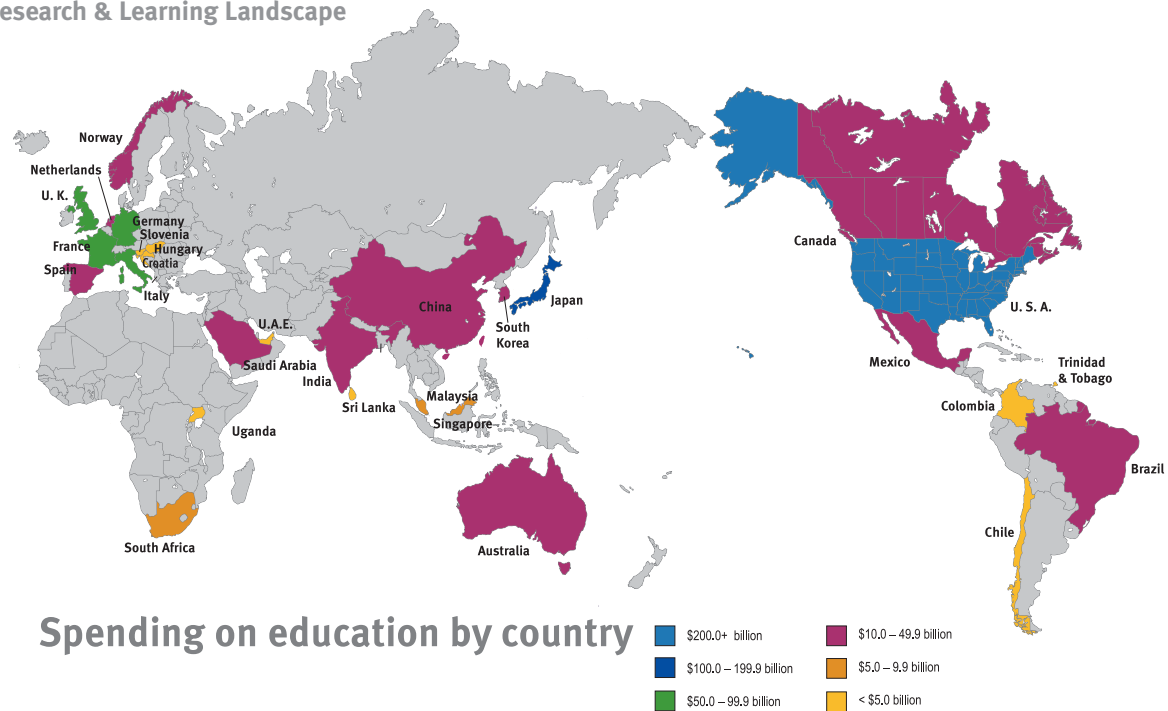 esearch & Learning Landscape
Norway
Netherlands
U. K.
Germany
Slovenia
France
Hungary
Croatia
Spain
Italy
China
Japan
U.A.E.
South
Korea
Saudi Arabia
India
Malaysia
Sri Lanka
Singapore
Uganda
South Africa
Australia
Canada
U. S. A.
Mexico
Trinidad
& Tobago
Colombia
Brazil
Chile
Spending on education by country
$200.0+ billion
$100.0 – 199.9 billion
$50.0 – 99.9 billion
$10.0 – 49.9 billion
$5.0 – 9.9 billion
< $5.0 billion